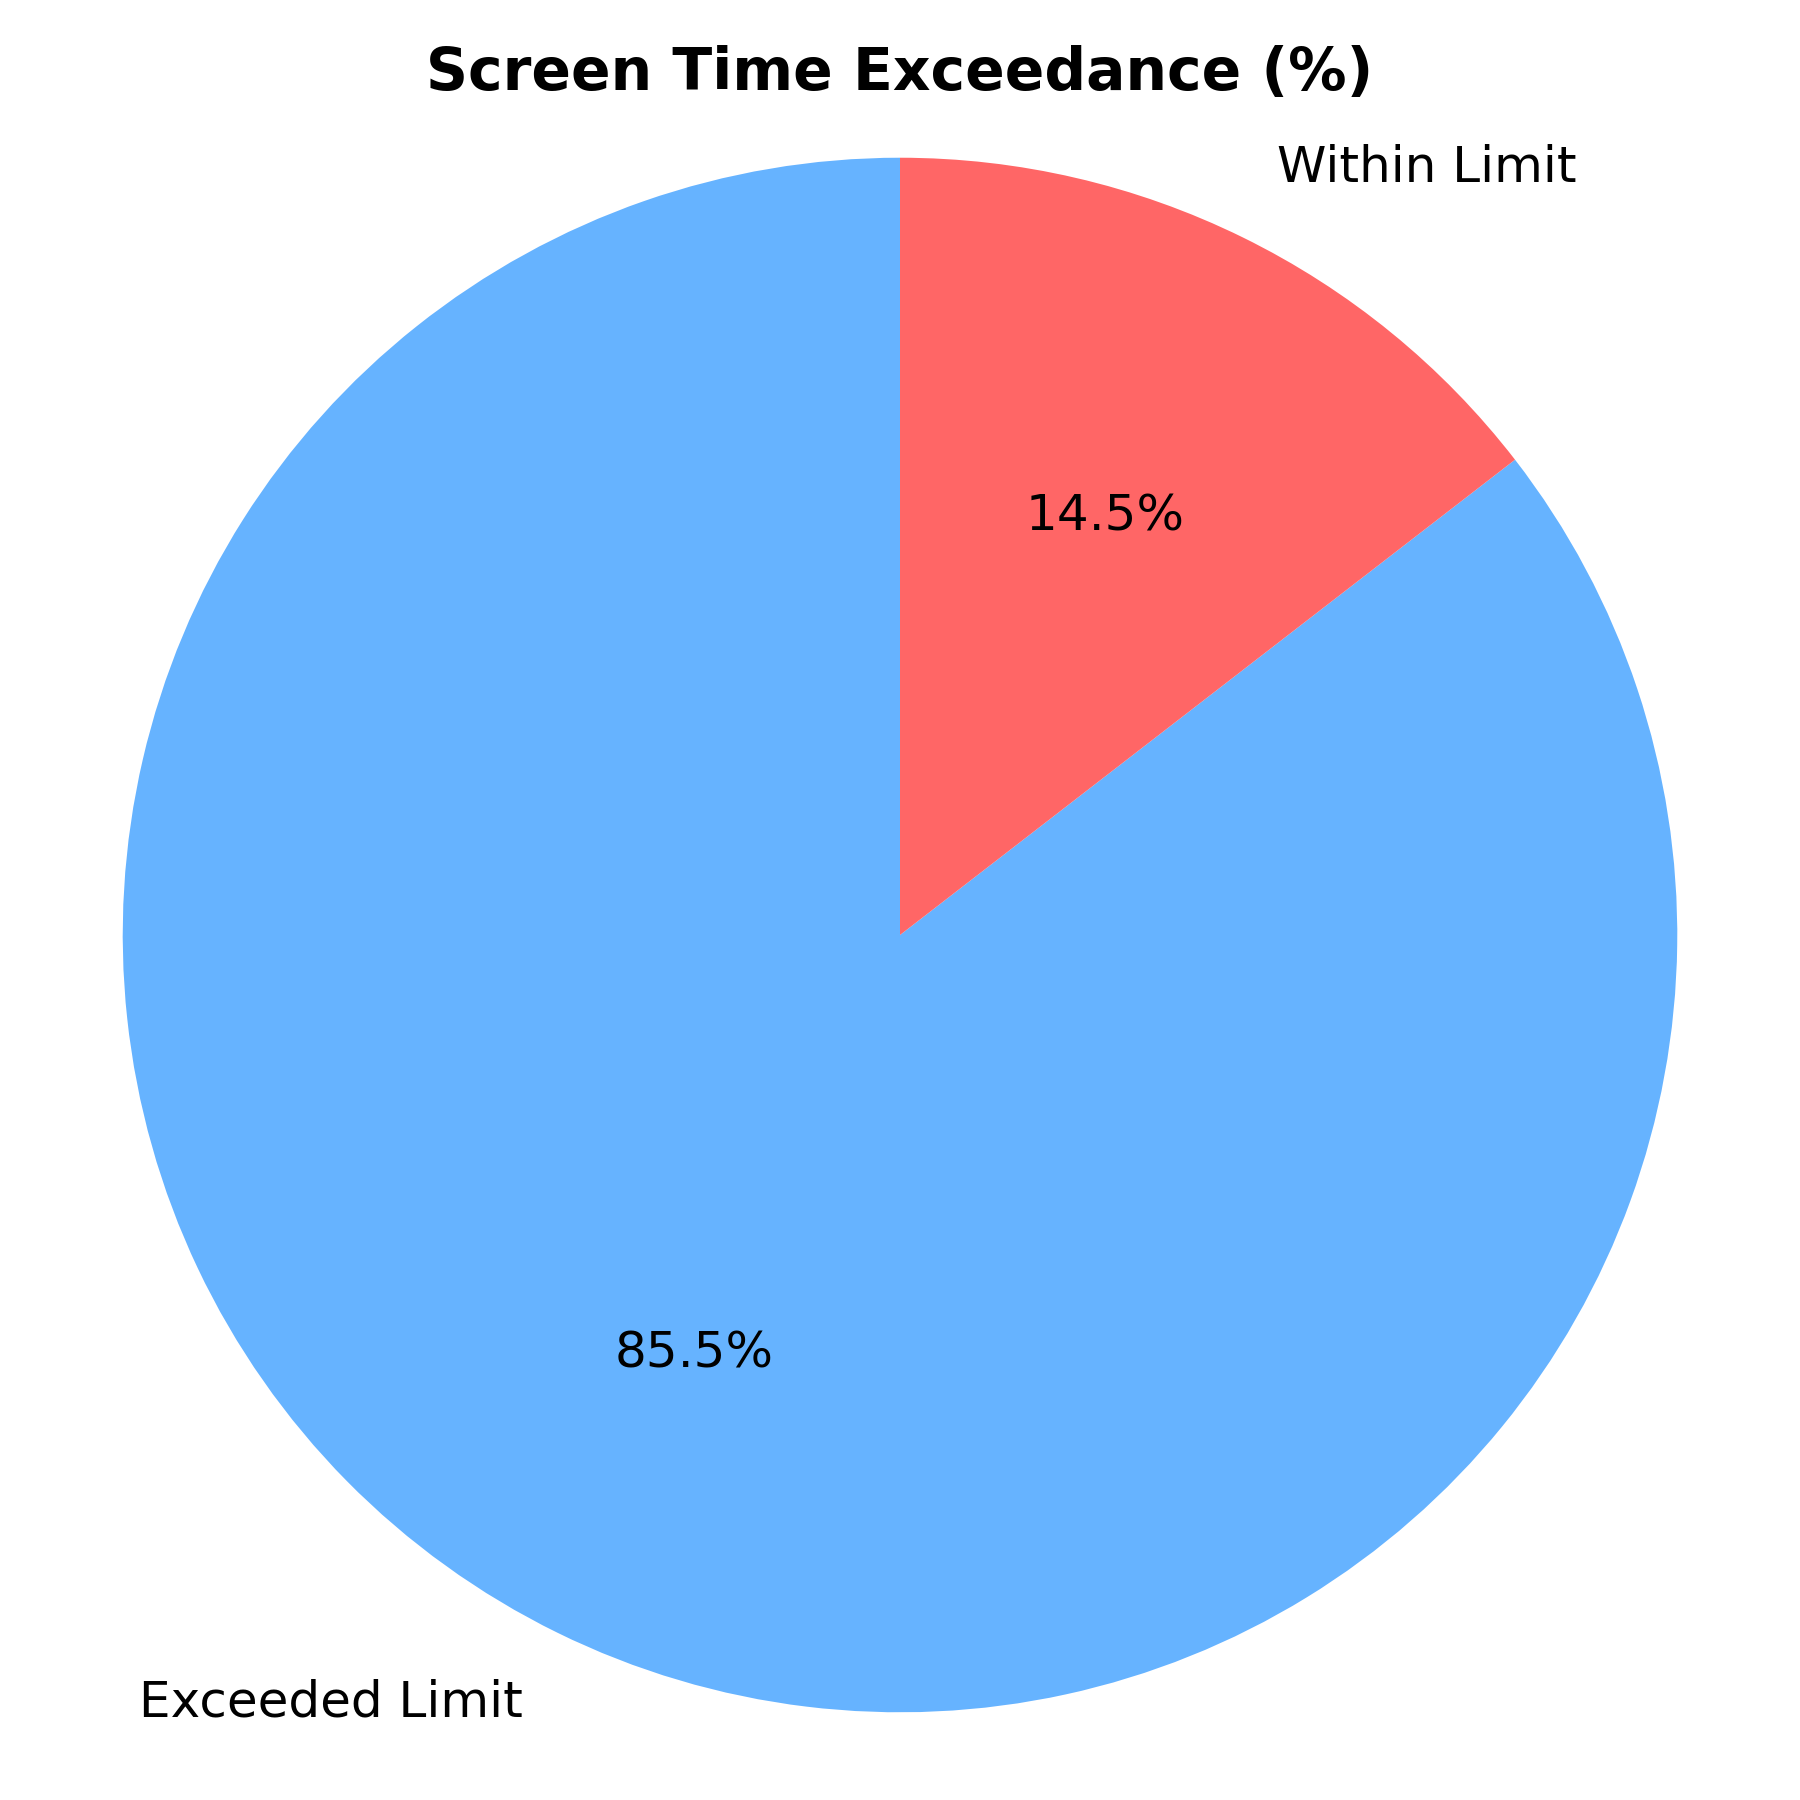 Screen Time Exceedance (%)
Within Limit
14.5%
85.5%
Exceeded Limit